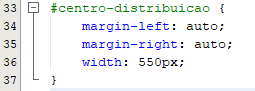 33 #centro-distribuicao {
34 margin-left: auto;
35 margin-right: auto;
36 width: 550px;
37 }